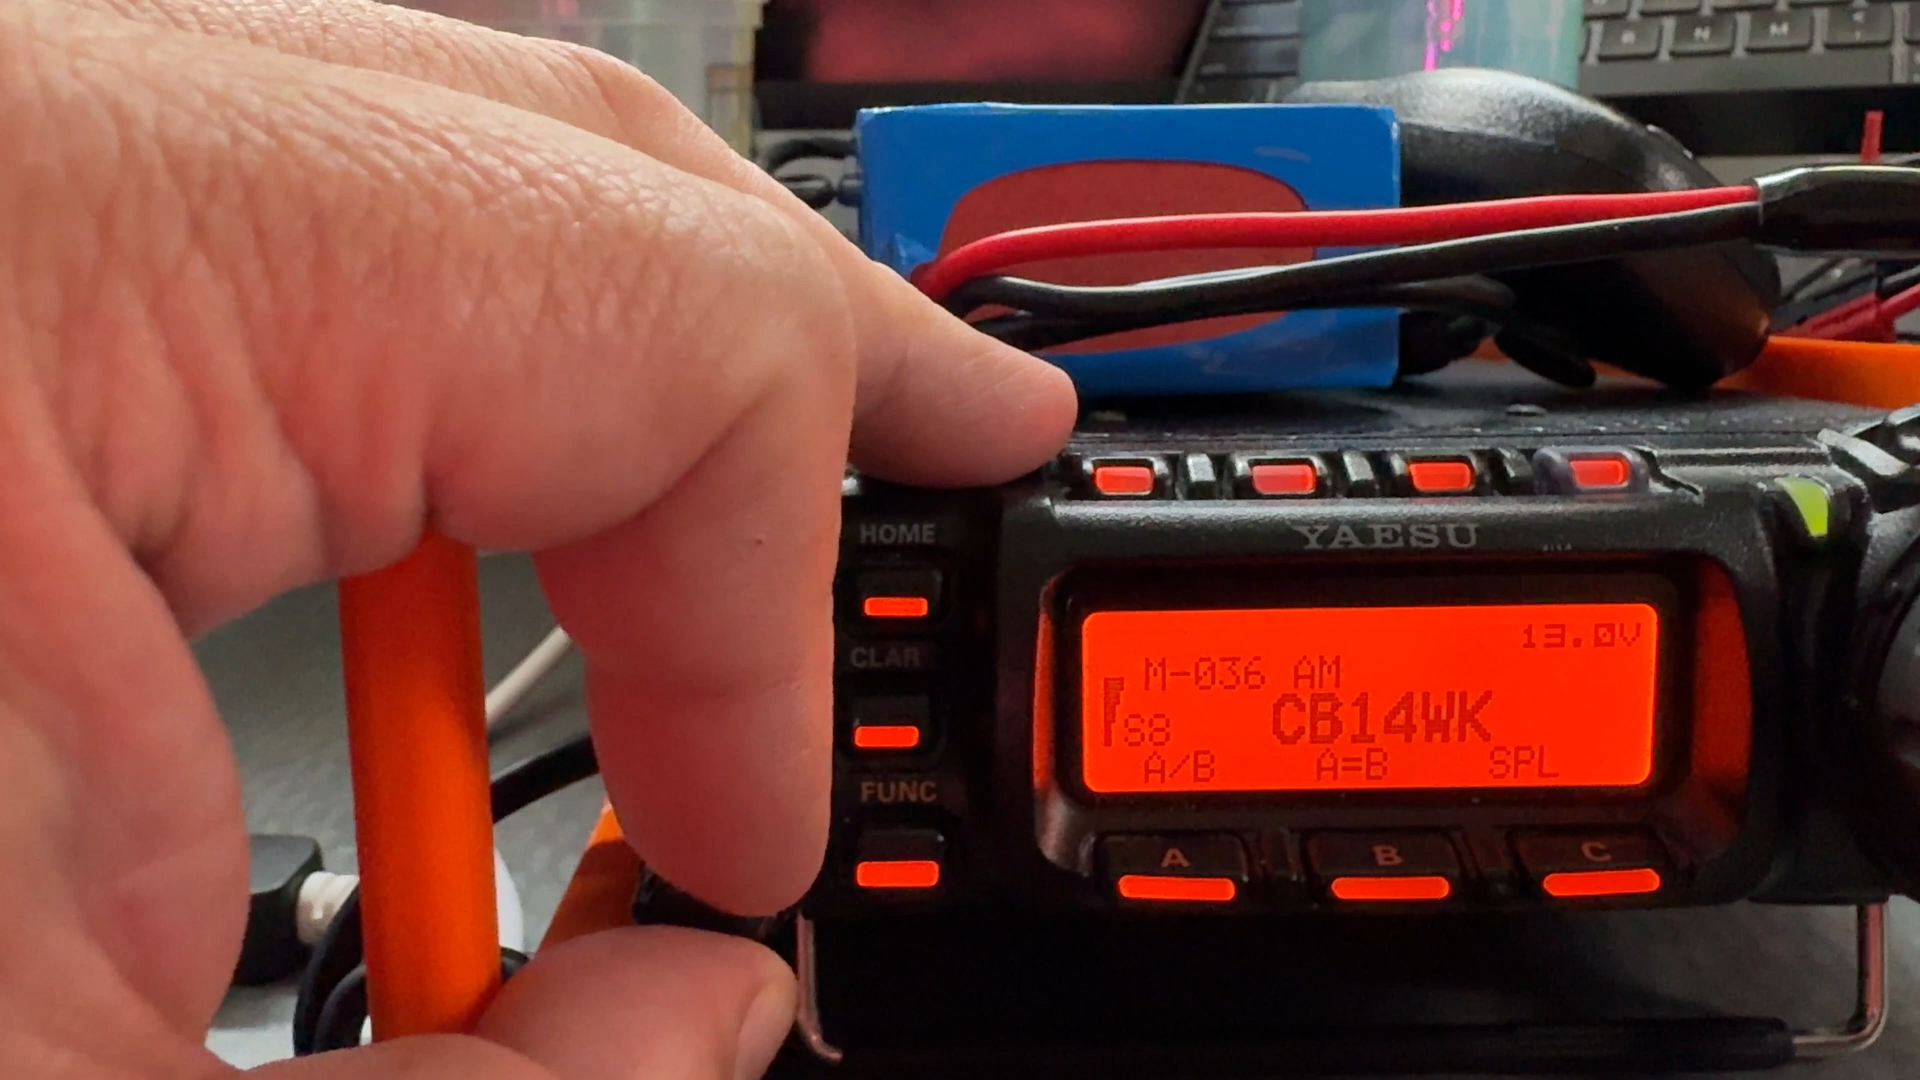 R N M
HOME
YAESU
CLAR
13.0V
M-036 AM
S8 CB14WK
A/B A=B SPL
FUNC
A B C